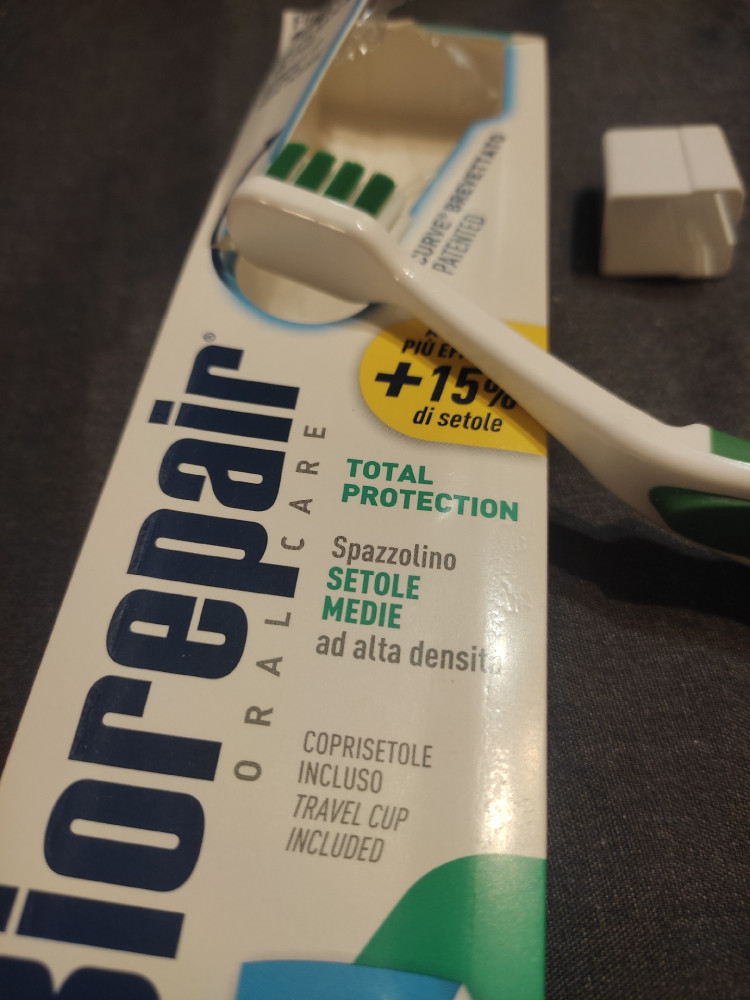 CURVE® BREVETTATO
PATENTED
PIÙ
+15%
di setole
Biorepair®
ORAL CARE
TOTAL
PROTECTION
Spazzolino
SETOLE
MEDIE
ad alta densità
COPRISETOLE
INCLUSO
TRAVEL CUP
INCLUDED